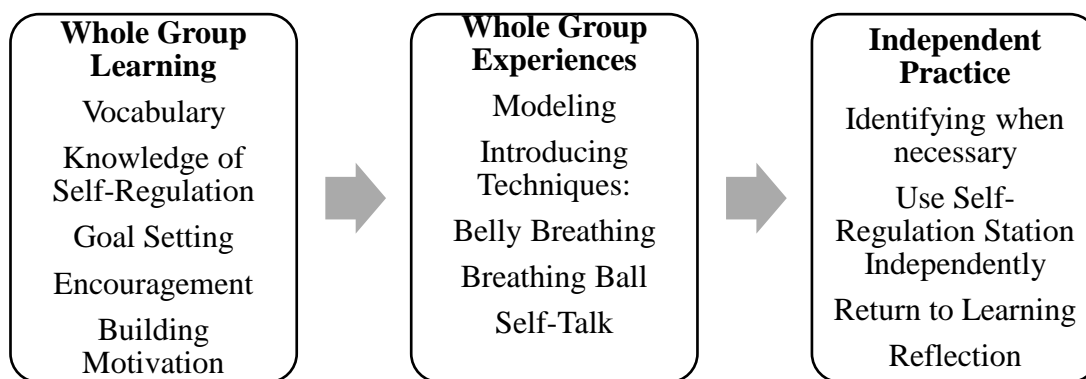 Whole Group
Learning
Vocabulary
Knowledge of
Self-Regulation
Goal Setting
Encouragement
Building
Motivation
Whole Group
Experiences
Modeling
Introducing
Techniques:
Belly Breathing
Breathing Ball
Self-Talk
Independent
Practice
Identifying when
necessary
Use Self-
Regulation Station
Independently
Return to Learning
Reflection